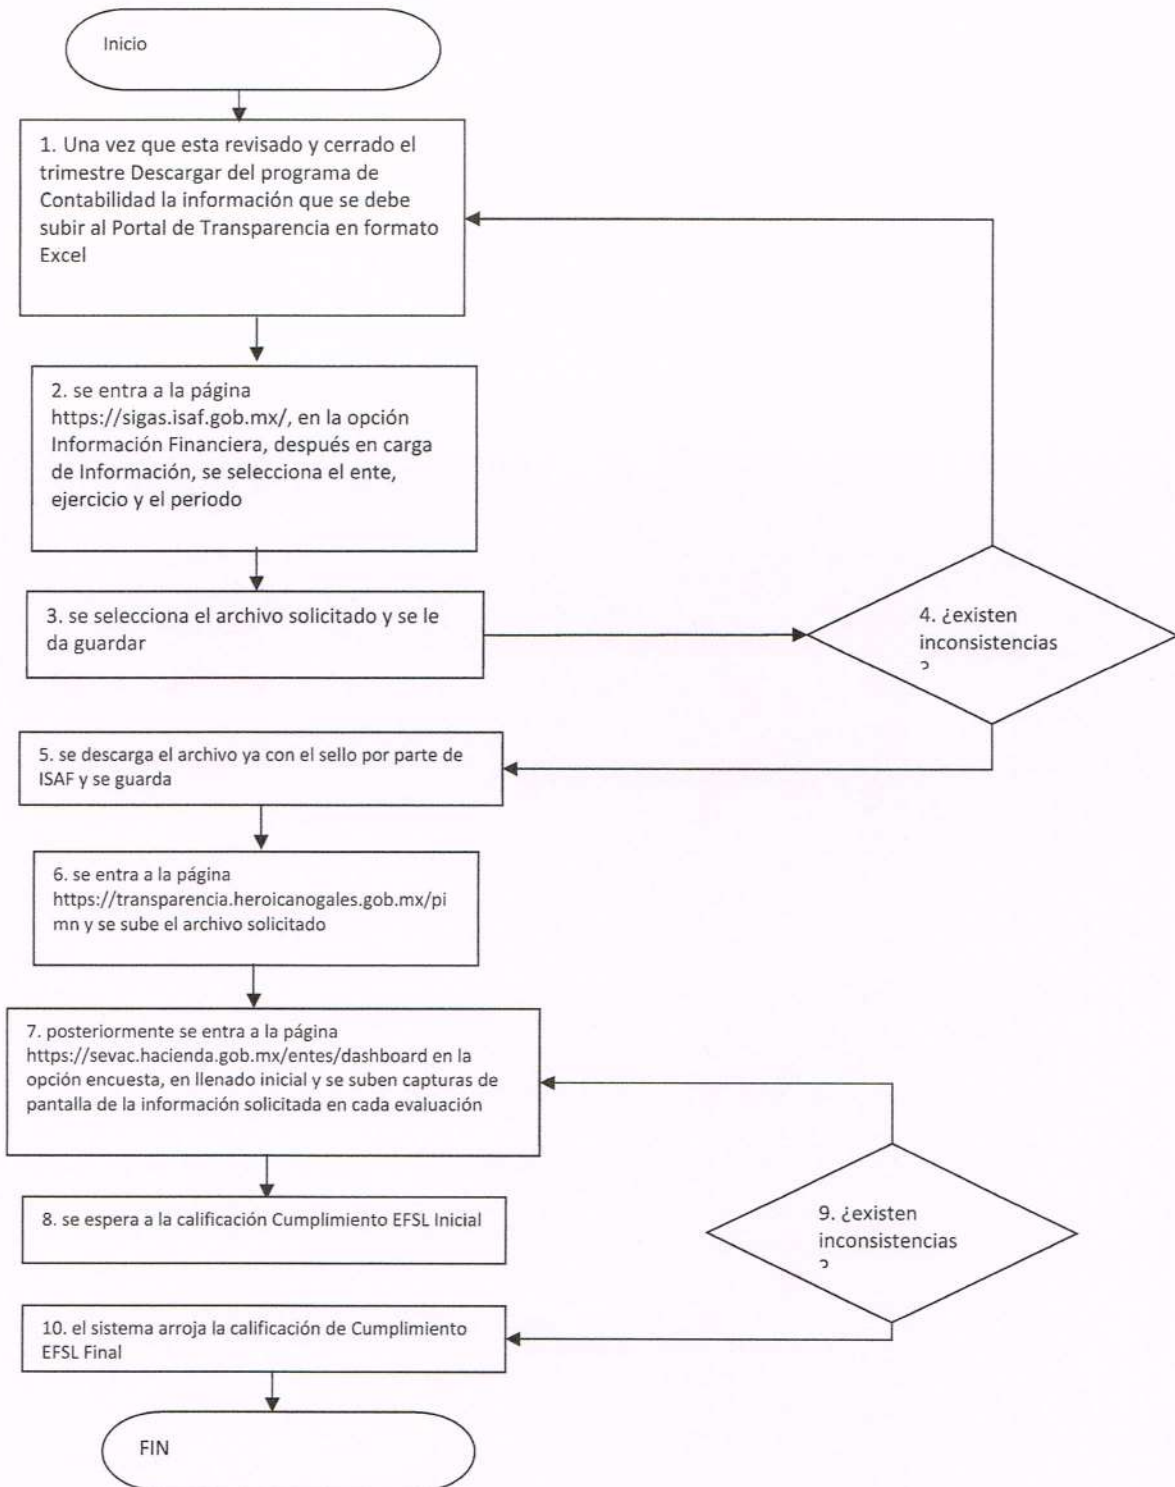 Inicio
1. Una vez que esta revisado y cerrado el
trimestre Descargar del programa de
Contabilidad la información que se debe
subir al Portal de Transparencia en formato
Excel
2. se entra a la página
https://sigas.isaf.gob.mx/, en la opción
Información Financiera, después en carga
de Información, se selecciona el ente,
ejercicio y el periodo
3. se selecciona el archivo solicitado y se le
da guardar
4. ¿existen
inconsistencias
?
5. se descarga el archivo ya con el sello por parte de
ISAF y se guarda
6. se entra a la página
https://transparencia.heroicanogales.gob.mx/pi
mn y se sube el archivo solicitado
7. posteriormente se entra a la página
https://sevac.hacienda.gob.mx/entes/dashboard en la
opción encuesta, en llenado inicial y se suben capturas de
pantalla de la información solicitada en cada evaluación
8. se espera a la calificación Cumplimiento EFSL Inicial
9. ¿existen
inconsistencias
?
10. el sistema arroja la calificación de Cumplimiento
EFSL Final
FIN